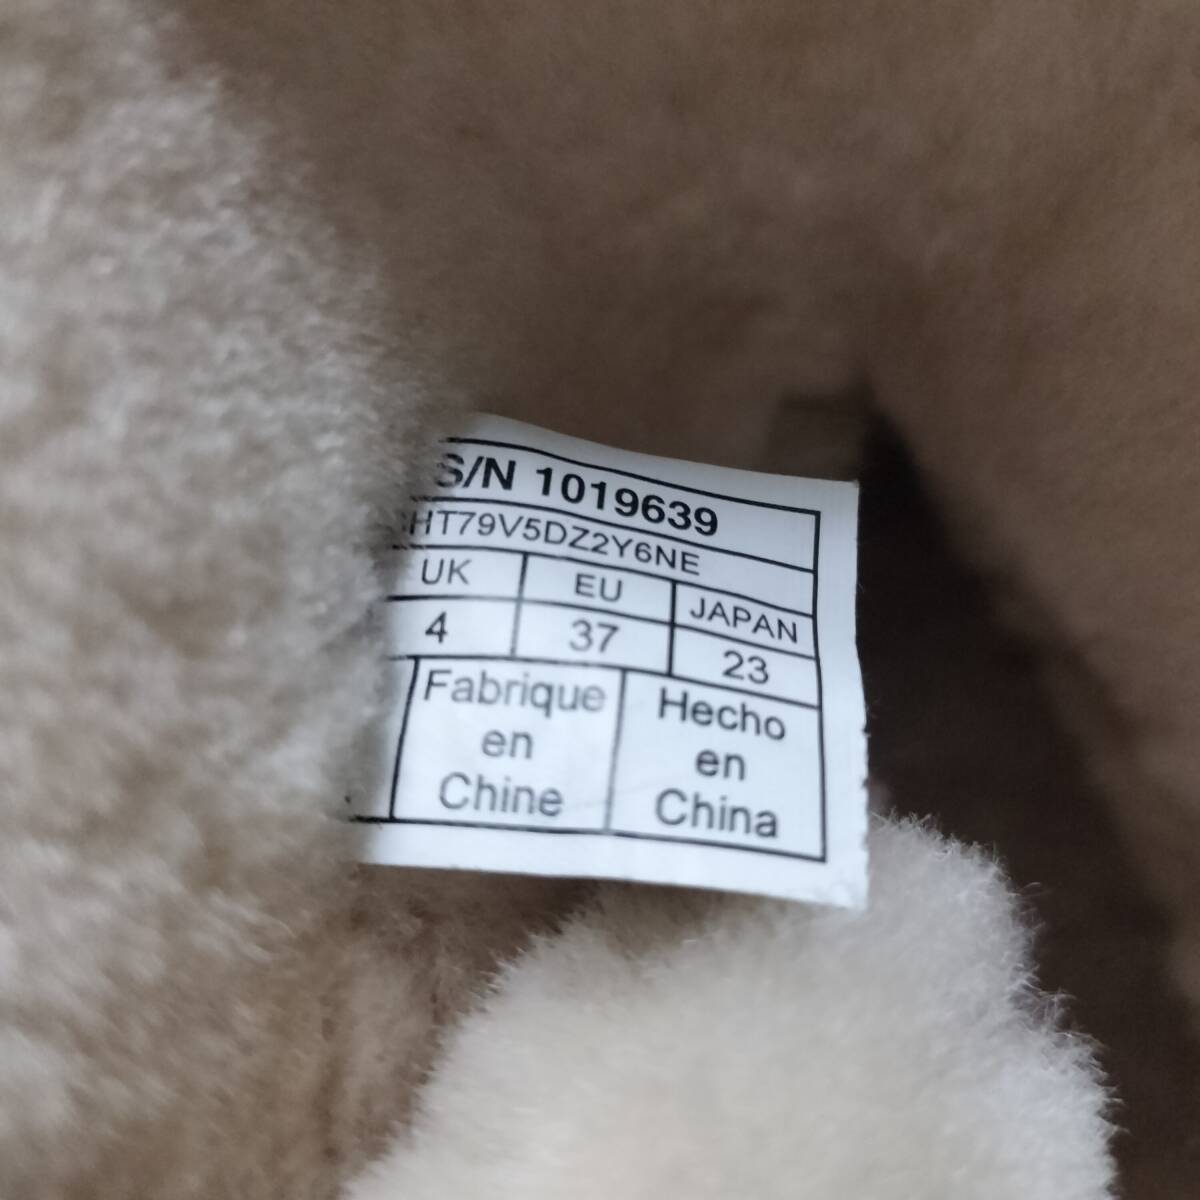 S/N 1019639
HT79V5DZ2Y6NE
UK EU JAPAN
4 37 23
Fabrique
en
Chine
Hecho
en
China